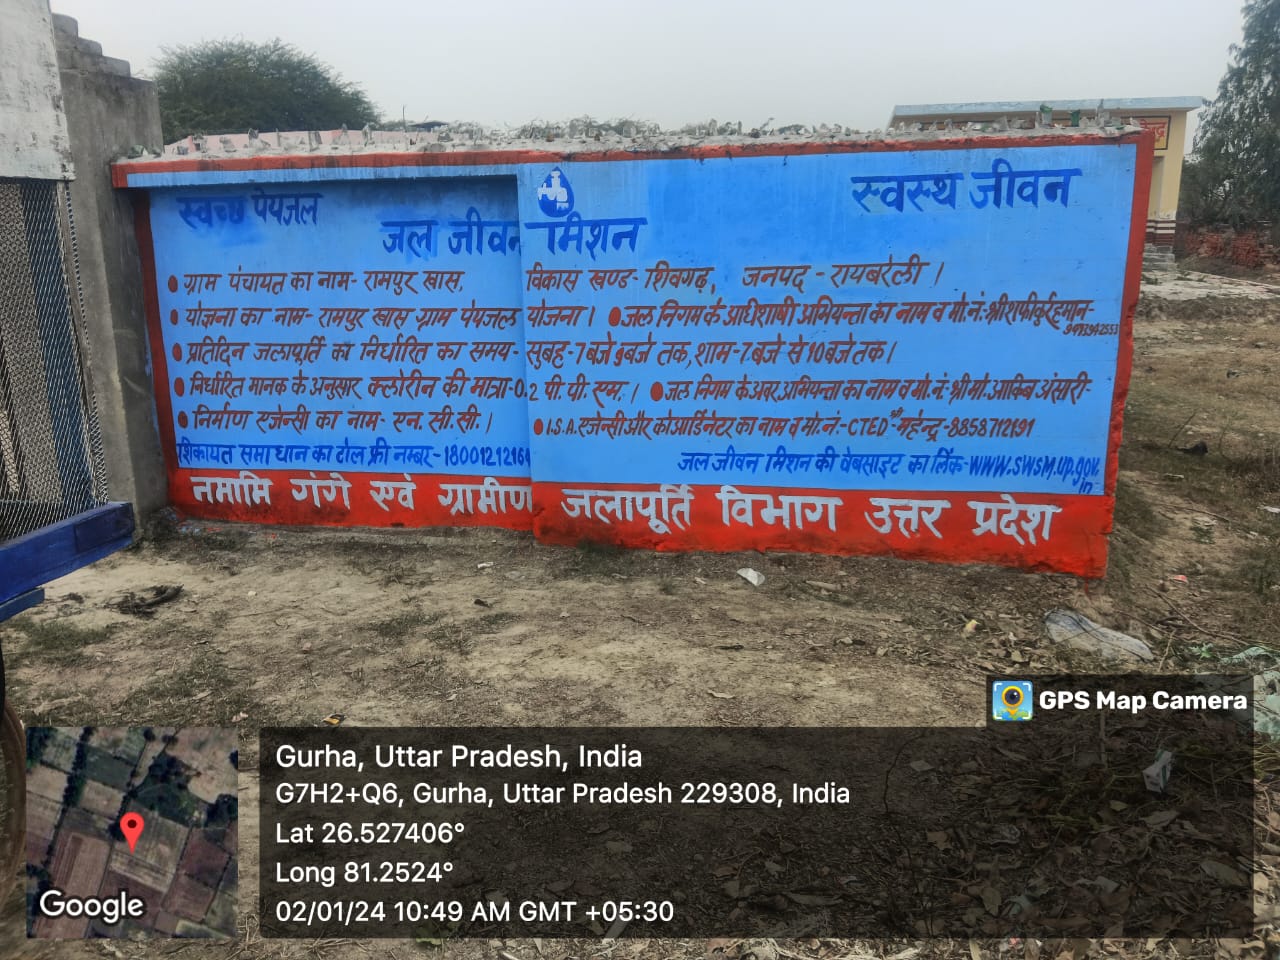 स्वच्छ पेयजल
स्वस्थ जीवन
जल जीवन मिशन
ग्राम पंचायत का नाम- रामपुर खास, विकास खण्ड- शिवगढ़, जनपद - रायबरेली ।
योजना का नाम- रामपुर खास ग्राम पेयजल योजना । जल निगम के अधिशाषी अभियन्ता का नाम व मो.नं:- श्री शफीकुर्रहमान-
9473942553
प्रतिदिन जलापूर्ति का निर्धारित का समय- सुबह-7 बजे 9 बजे तक, शाम-7 बजे से 10 बजे तक ।
निर्धारित मानक के अनुसार क्लोरीन की मात्रा-0.2 पी. पी. एम. । जल निगम के अवर अभियन्ता का नाम व मो. नं- श्री मो. आकिब अंसारी-
निर्माण एजेन्सी का नाम- एन. सी. सी. । I.S.A. एजेन्सी और कोआर्डिनेटर का नाम व मो. नं- CTED श्री महेन्द्र- 8858712191
शिकायत समाधान का टोल फ्री नम्बर-1800121216
जल जीवन मिशन की वेबसाइट का लिंक- www.swsm.up.gov.
in
नमामि गंगे एवं ग्रामीण जलापूर्ति विभाग उत्तर प्रदेश
GPS Map Camera
Gurha, Uttar Pradesh, India
G7H2+Q6, Gurha, Uttar Pradesh 229308, India
Lat 26.527406°
Long 81.2524°
02/01/24 10:49 AM GMT +05:30
Google